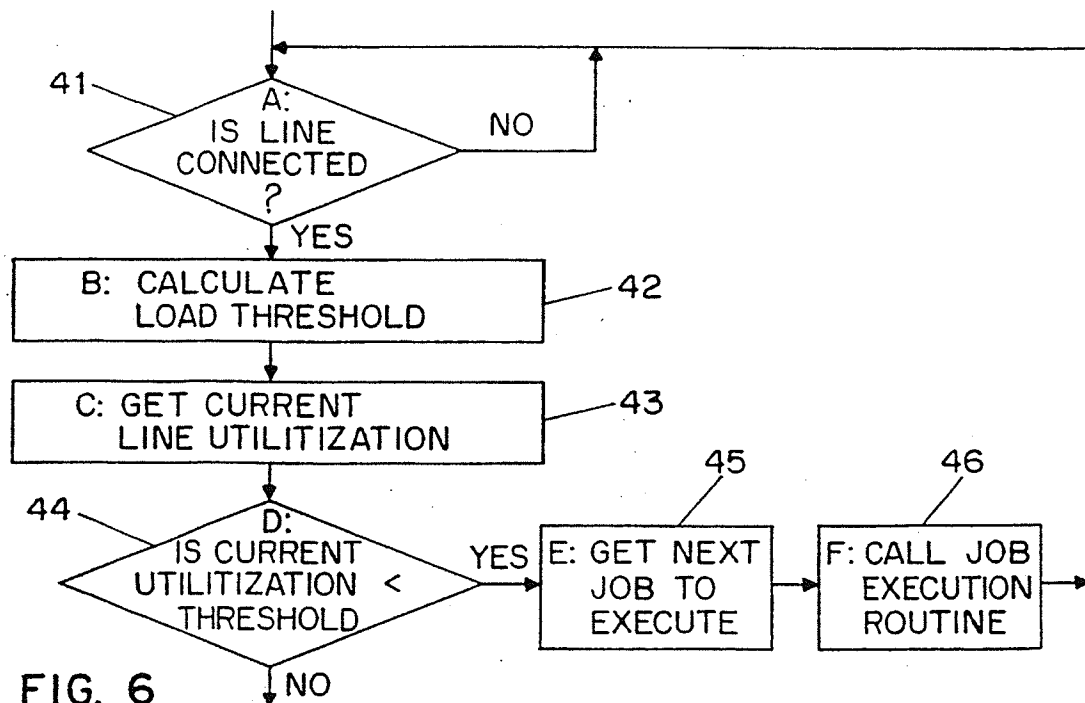 41
A:
IS LINE
CONNECTED
?
NO
YES
B: CALCULATE
LOAD THRESHOLD
42
C: GET CURRENT
LINE UTILITIZATION
43
44
D:
IS CURRENT
UTILITIZATION <
THRESHOLD
YES
NO
45
E: GET NEXT
JOB TO
EXECUTE
46
F: CALL JOB
EXECUTION
ROUTINE
FIG. 6